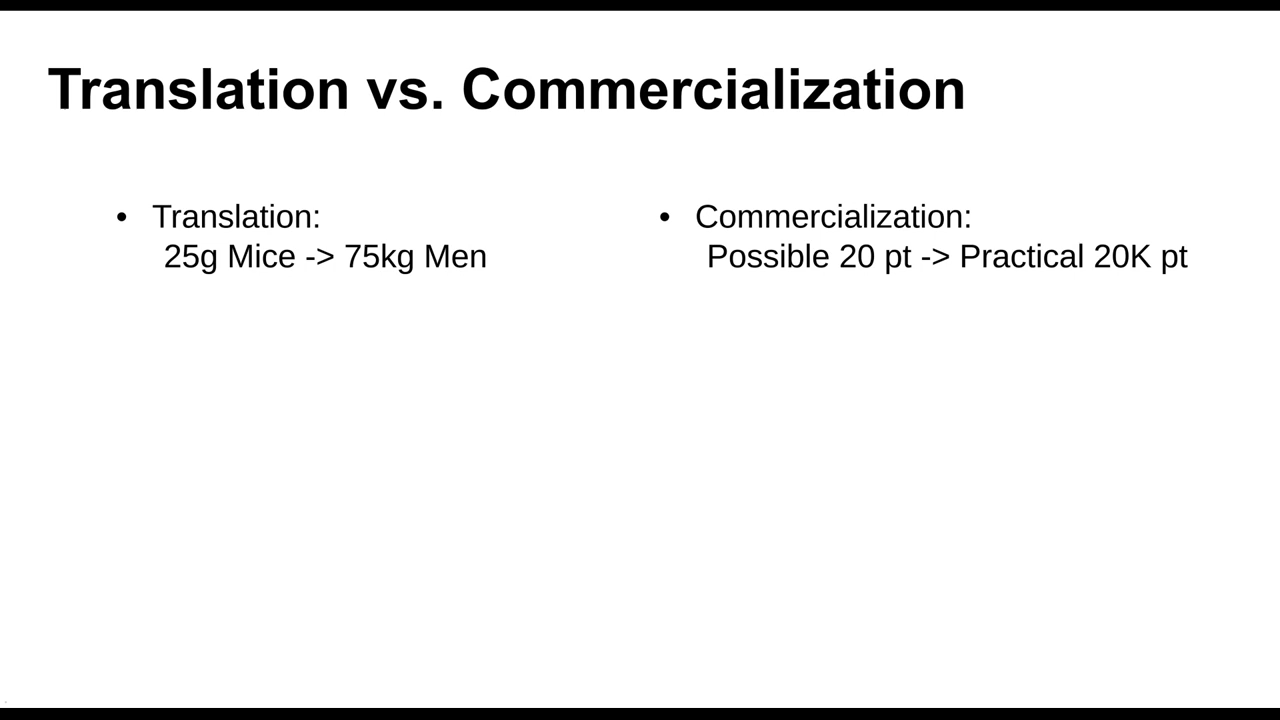 Translation vs. Commercialization
• Translation:
25g Mice -> 75kg Men
• Commercialization:
Possible 20 pt -> Practical 20K pt